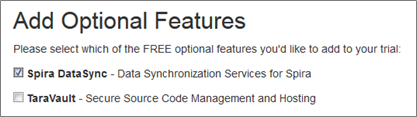 Add Optional Features
Please select which of the FREE optional features you'd like to add to your trial:
Spira DataSync - Data Synchronization Services for Spira
TaraVault - Secure Source Code Management and Hosting